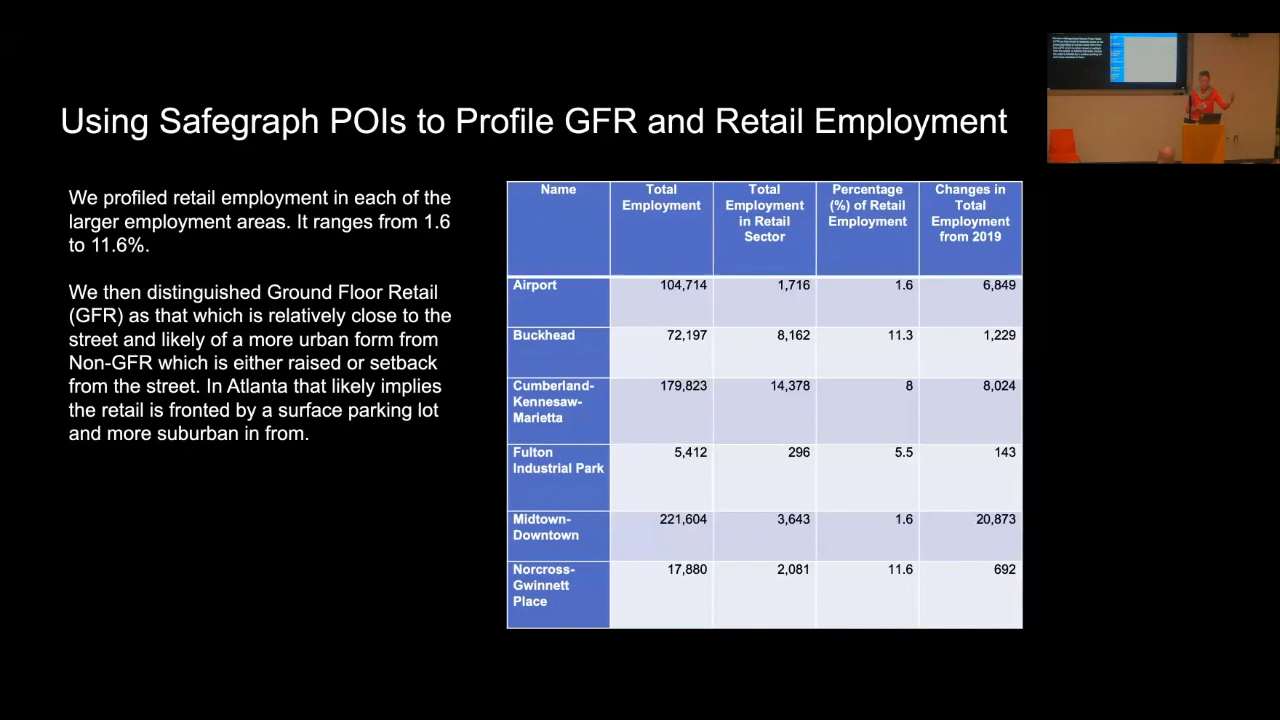 Using Safegraph POIs to Profile GFR and Retail Employment
We profiled retail employment in each of the
larger employment areas. It ranges from 1.6
to 11.6%.
We then distinguished Ground Floor Retail
(GFR) as that which is relatively close to the
street and likely of a more urban form from
Non-GFR which is either raised or setback
from the street. In Atlanta that likely implies
the retail is fronted by a surface parking lot
and more suburban in from.
Name Total Employment Total Employment in Retail Sector Percentage (%) of Retail Employment Changes in Total Employment from 2019
Airport 104,714 1,716 1.6 6,849
Buckhead 72,197 8,162 11.3 1,229
Cumberland-Kennesaw-Marietta 179,823 14,378 8 8,024
Fulton Industrial Park 5,412 296 5.5 143
Midtown-Downtown 221,604 3,643 1.6 20,873
Norcross-Gwinnett Place 17,880 2,081 11.6 692